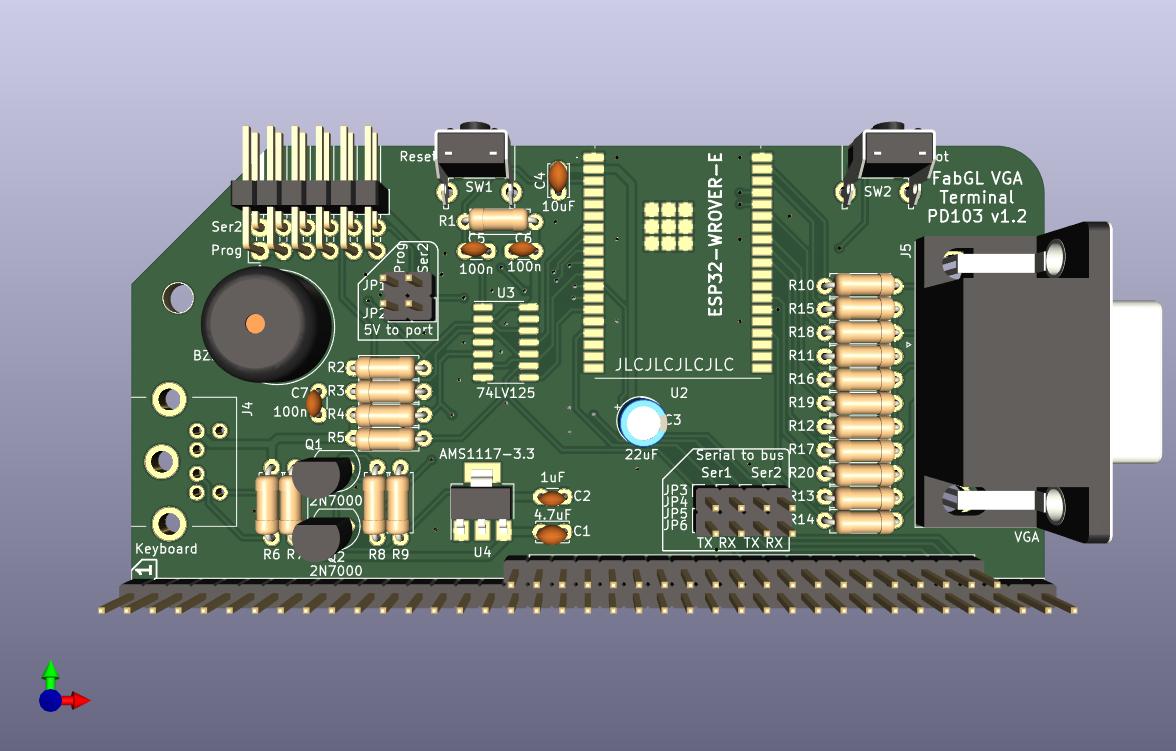 Reset
SW1
C4
10uF
ESP32-WROVER-E
SW2
ot
FabGL VGA
Terminal
PD103 v1.2
R1
Ser2
Prog
C5
C6
100n
100n
Prog
Ser2
JP1
JP2
5V to port
U3
74LV125
J5
R10
R15
R18
R11
R16
R19
R12
R17
R20
R13
R14
JLCJLCJLCJLC
U2
C3
22uF
R2
R3
R4
R5
C7
100n
J4
Q1
2N7000
Q2
2N7000
R6
R8
R9
AMS1117-3.3
U4
1uF
C2
4.7uF
C1
Serial to bus
Ser1
Ser2
JP3
JP4
JP5
JP6
TX RX TX RX
VGA
Keyboard
1